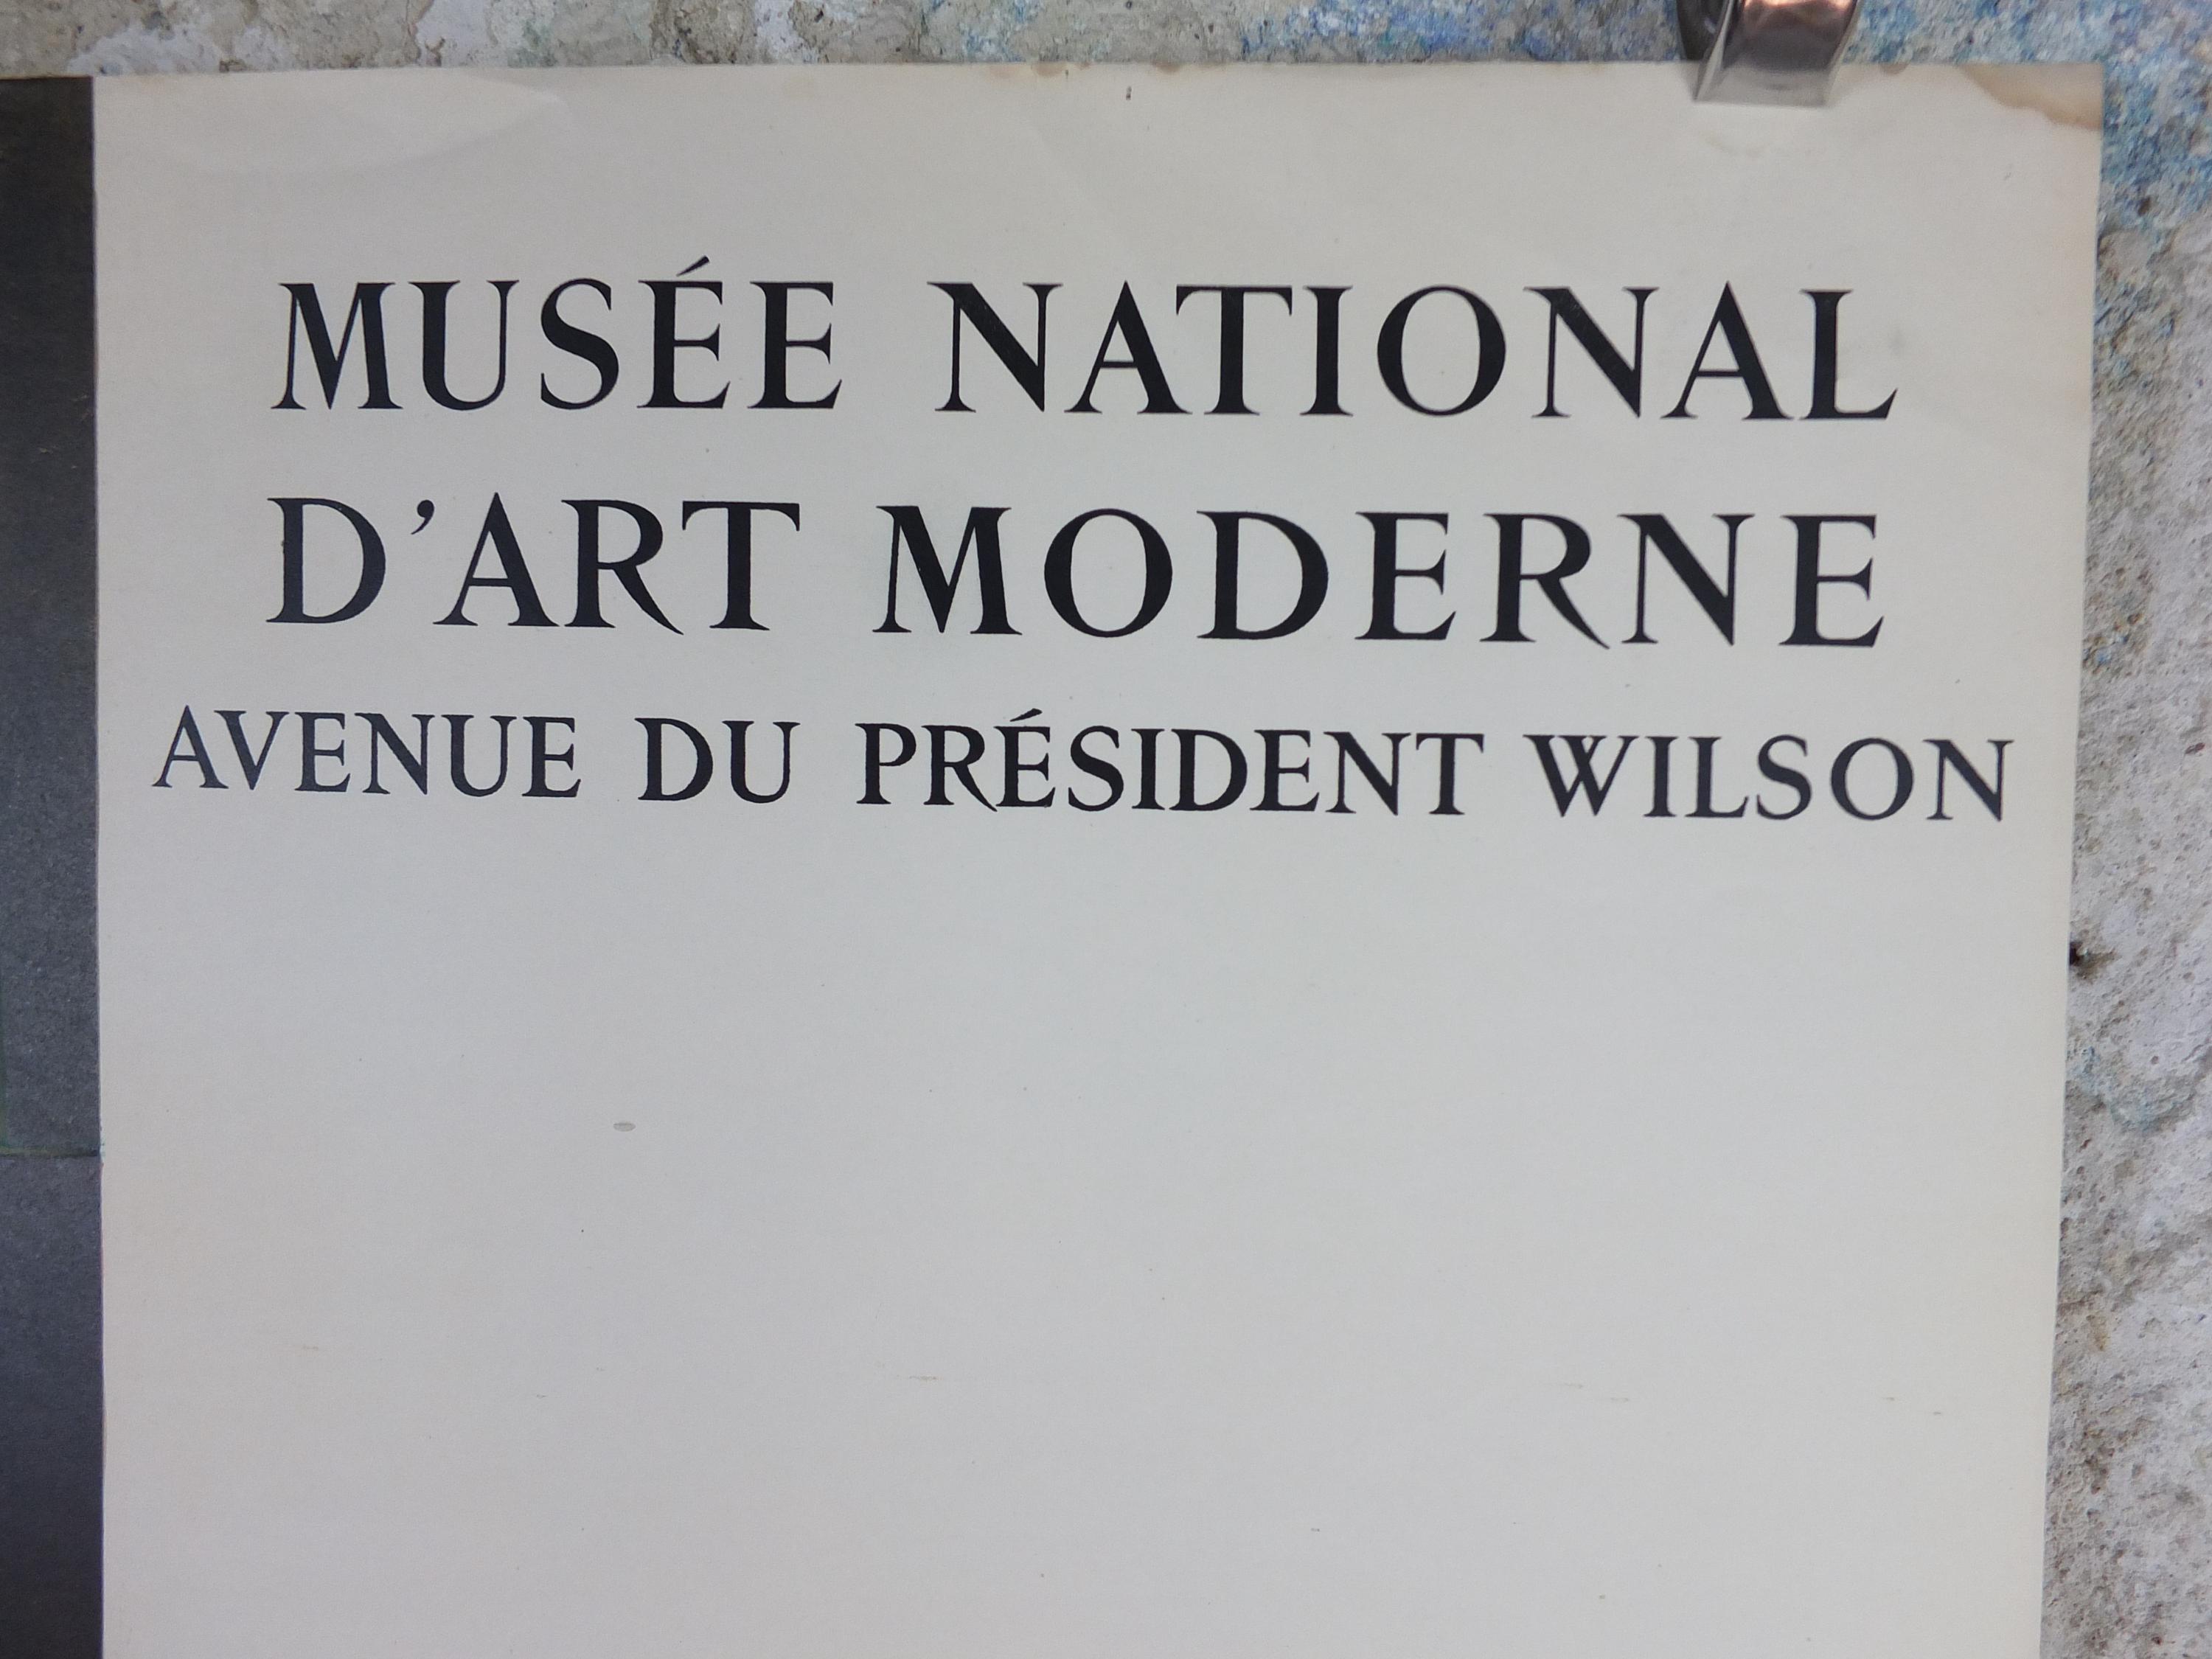 MUSÉE NATIONAL
D'ART MODERNE
AVENUE DU PRÉSIDENT WILSON